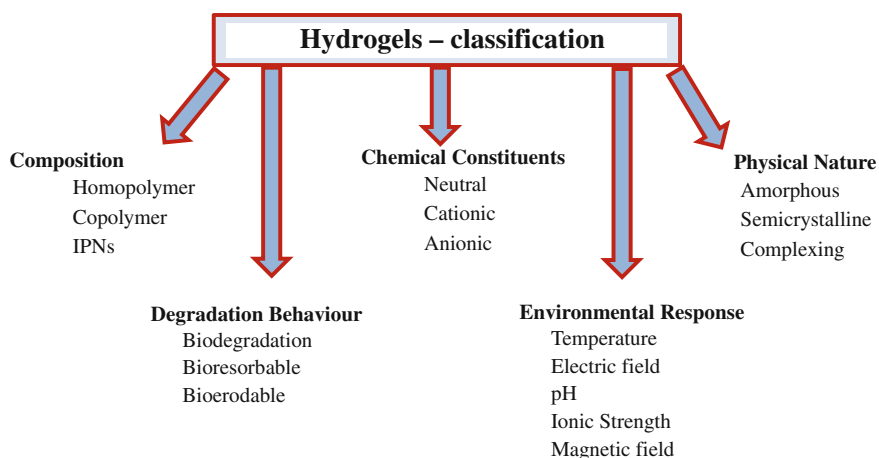 Hydrogels – classification
Composition
Homopolymer
Copolymer
IPNs
Chemical Constituents
Neutral
Cationic
Anionic
Physical Nature
Amorphous
Semicrystalline
Complexing
Degradation Behaviour
Biodegradation
Bioresorbable
Bioerodable
Environmental Response
Temperature
Electric field
pH
Ionic Strength
Magnetic field